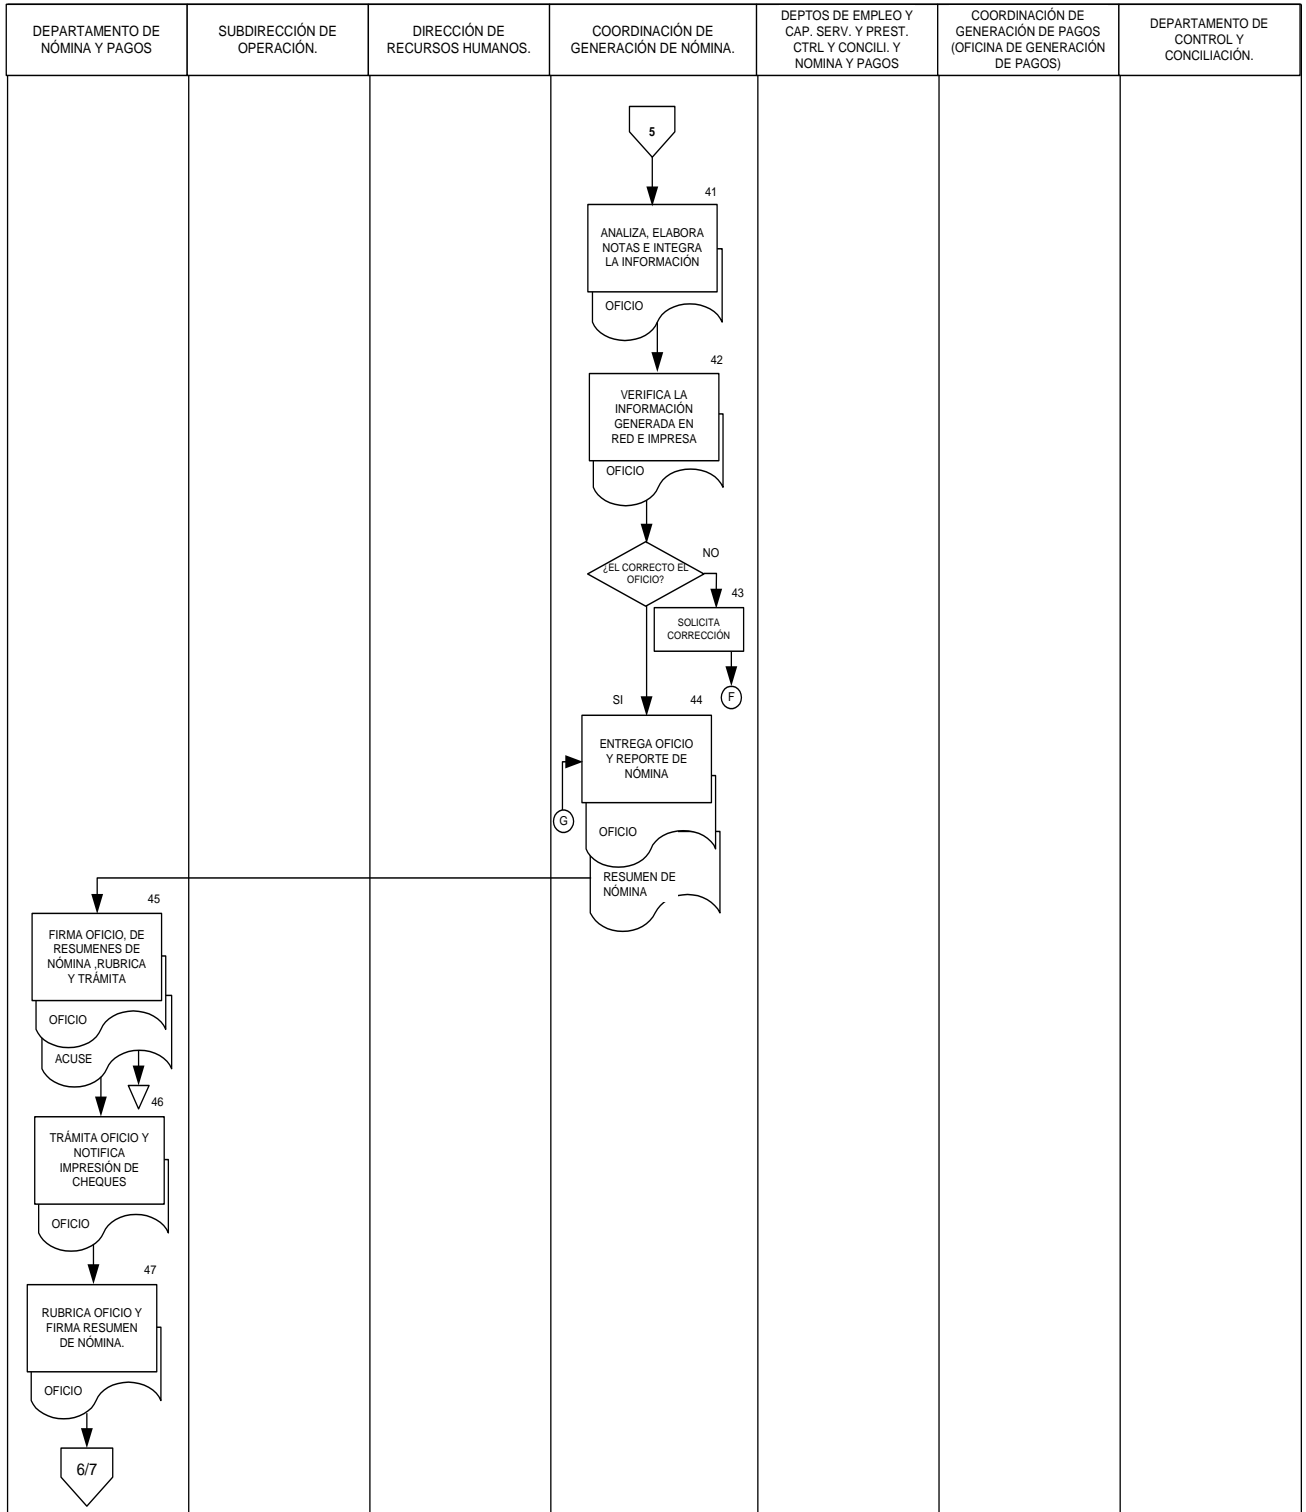 DEPARTAMENTO DE
NÓMINA Y PAGOS
SUBDIRECCIÓN DE
OPERACIÓN.
DIRECCIÓN DE
RECURSOS HUMANOS.
COORDINACIÓN DE
GENERACIÓN DE NÓMINA.
DEPTOS DE EMPLEO Y
CAP. SERV. Y PREST.
CTRL Y CONCILI. Y
NOMINA Y PAGOS
COORDINACIÓN DE
GENERACIÓN DE PAGOS
(OFICINA DE GENERACIÓN
DE PAGOS)
DEPARTAMENTO DE
CONTROL Y
CONCILIACIÓN.
5
41
ANALIZA, ELABORA
NOTAS E INTEGRA
LA INFORMACIÓN
OFICIO
42
VERIFICA LA
INFORMACIÓN
GENERADA EN
RED E IMPRESA
OFICIO
¿EL CORRECTO EL
OFICIO?
NO
43
SOLICITA
CORRECCIÓN
F
SI
44
ENTREGA OFICIO
Y REPORTE DE
NÓMINA
G
OFICIO
RESUMEN DE
NÓMINA
45
FIRMA OFICIO, DE
RESUMENES DE
NÓMINA ,RUBRICA
Y TRÁMITA
OFICIO
ACUSE
46
TRÁMITA OFICIO Y
NOTIFICA
IMPRESIÓN DE
CHEQUES
OFICIO
47
RUBRICA OFICIO Y
FIRMA RESUMEN
DE NÓMINA.
OFICIO
6/7